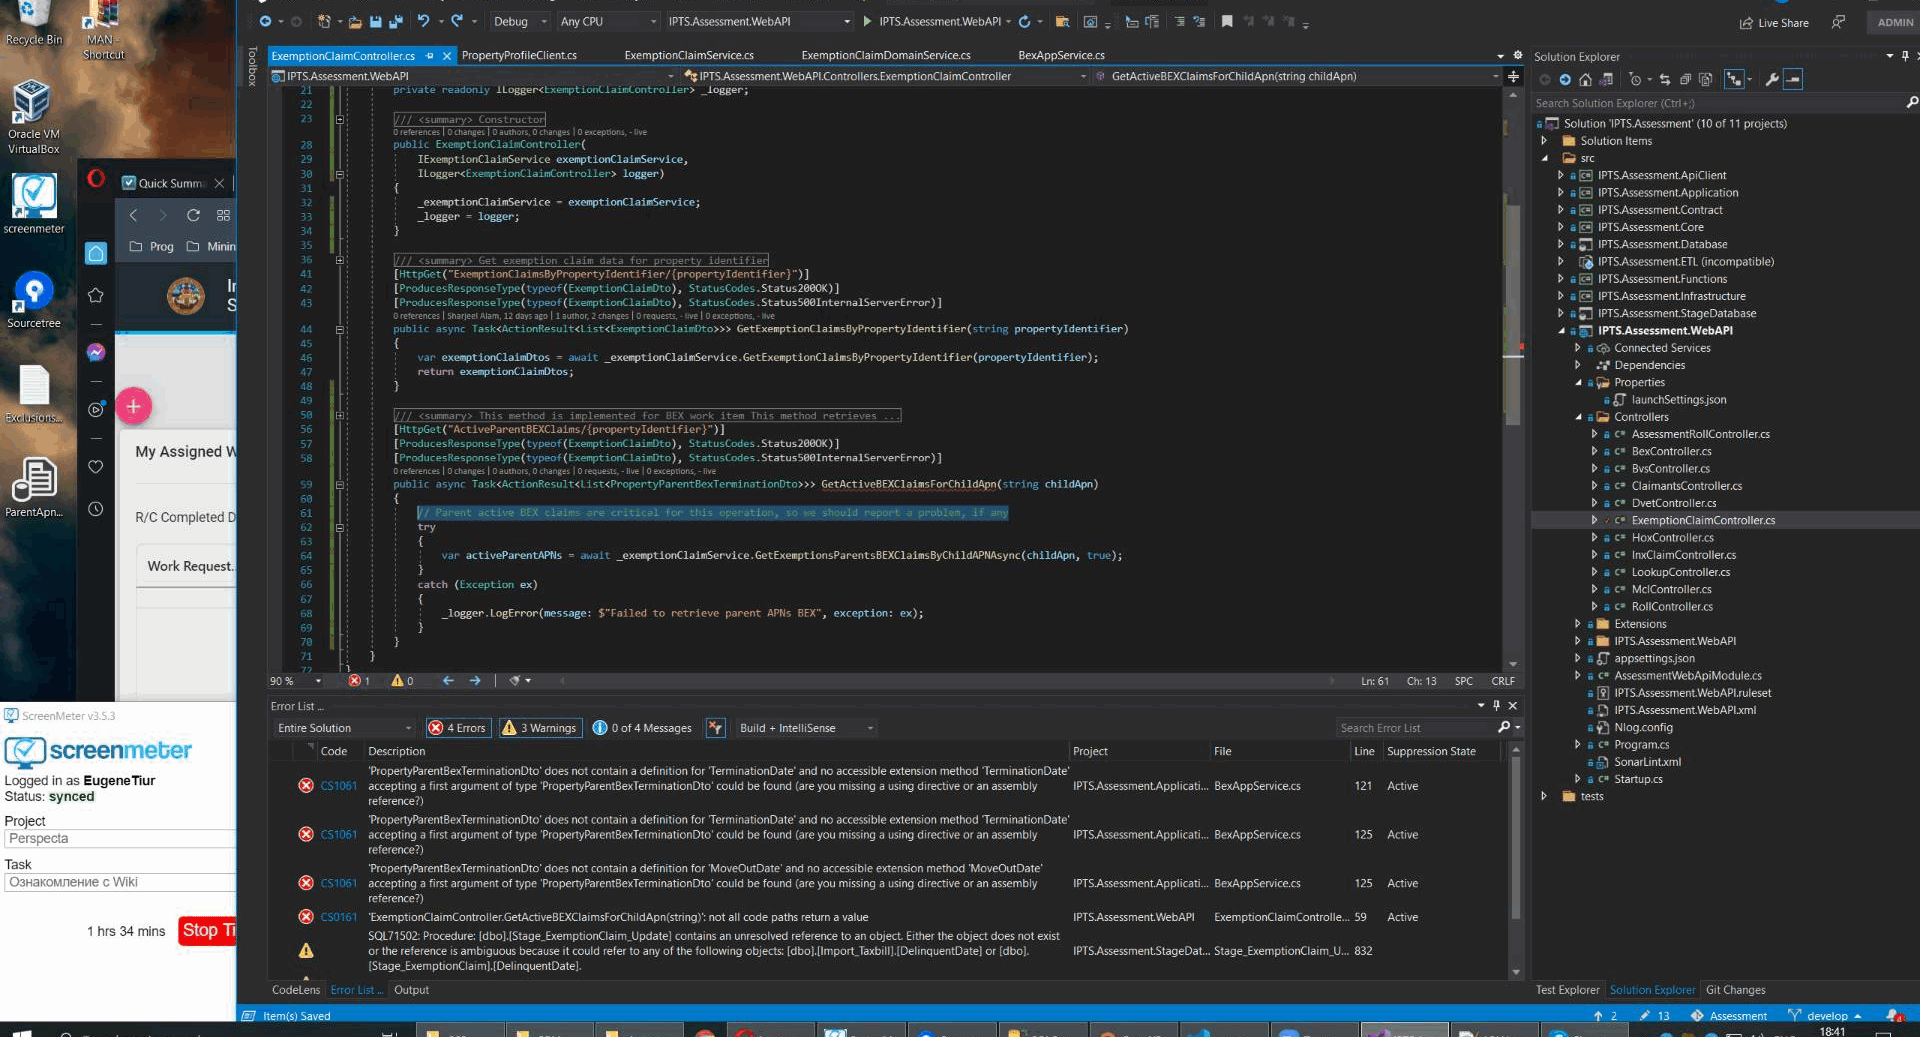 Recycle Bin
MAN - Shortcut
Oracle VM VirtualBox
screenmeter
Sourcetree
Exclusions...
ParentApn...
Quick Summa
Prog
Minin
My Assigned W
R/C Completed D
Work Request.
ScreenMeter v3.5.3
screenmeter
Logged in as EugeneTiur
Status: synced
Project
Perspecta
Task
Ознакомление с Wiki
1 hrs 34 mins
Stop Ti
Debug
Any CPU
IPTS.Assessment.WebAPI
IPTS.Assessment.WebAPI
Live Share
ADMIN
Toolbox
ExemptionClaimController.cs
PropertyProfileClient.cs
ExemptionClaimService.cs
ExemptionClaimDomainService.cs
BexAppService.cs
IPTS.Assessment.WebAPI
IPTS.Assessment.WebAPI.Controllers.ExemptionClaimController
GetActiveBEXClaimsForChildApn(string childApn)
21 private readonly ILogger<ExemptionClaimController> _logger;
22
23 /// <summary> Constructor
0 references | 0 changes | 0 authors, 0 changes | 0 exceptions, - live
28 public ExemptionClaimController(
29 IExemptionClaimService exemptionClaimService,
30 ILogger<ExemptionClaimController> logger)
31 {
32 _exemptionClaimService = exemptionClaimService;
33 _logger = logger;
34 }
35
36 /// <summary> Get exemption claim data for property identifier
41 [HttpGet("ExemptionClaimsByPropertyIdentifier/{propertyIdentifier}")]
42 [ProducesResponseType(typeof(ExemptionClaimDto), StatusCodes.Status200OK)]
43 [ProducesResponseType(typeof(ExemptionClaimDto), StatusCodes.Status500InternalServerError)]
0 references | Sharjeel Alam, 12 days ago | 1 author, 2 changes | 0 requests, - live | 0 exceptions, - live
44 public async Task<ActionResult<List<ExemptionClaimDto>>> GetExemptionClaimsByPropertyIdentifier(string propertyIdentifier)
45 {
46 var exemptionClaimDtos = await _exemptionClaimService.GetExemptionClaimsByPropertyIdentifier(propertyIdentifier);
47 return exemptionClaimDtos;
48 }
49
50 /// <summary> This method is implemented for BEX work item This method retrieves ...
56 [HttpGet("ActiveParentBEXClaims/{propertyIdentifier}")]
57 [ProducesResponseType(typeof(ExemptionClaimDto), StatusCodes.Status200OK)]
58 [ProducesResponseType(typeof(ExemptionClaimDto), StatusCodes.Status500InternalServerError)]
0 references | 0 changes | 0 authors, 0 changes | 0 requests, - live | 0 exceptions, - live
59 public async Task<ActionResult<List<PropertyParentBexTerminationDto>>> GetActiveBEXClaimsForChildApn(string childApn)
60 {
61 // Parent active BEX claims are critical for this operation, so we should report a problem, if any
62 try
63 {
64 var activeParentAPNs = await _exemptionClaimService.GetExemptionsParentsBEXClaimsByChildAPNAsync(childApn, true);
65 }
66 catch (Exception ex)
67 {
68 _logger.LogError(message: $"Failed to retrieve parent APNs BEX", exception: ex);
69 }
70 }
71 }
72 }
90 %
1
0
Ln: 61
Ch: 13
SPC
CRLF
Error List ...
Entire Solution
4 Errors
3 Warnings
0 of 4 Messages
Build + IntelliSense
Search Error List
Code
Description
Project
File
Line
Suppression State
'PropertyParentBexTerminationDto' does not contain a definition for 'TerminationDate' and no accessible extension method 'TerminationDate'
CS1061 accepting a first argument of type 'PropertyParentBexTerminationDto' could be found (are you missing a using directive or an assembly IPTS.Assessment.Applicati... BexAppService.cs 121 Active
reference?)
'PropertyParentBexTerminationDto' does not contain a definition for 'TerminationDate' and no accessible extension method 'TerminationDate'
CS1061 accepting a first argument of type 'PropertyParentBexTerminationDto' could be found (are you missing a using directive or an assembly IPTS.Assessment.Applicati... BexAppService.cs 125 Active
reference?)
'PropertyParentBexTerminationDto' does not contain a definition for 'MoveOutDate' and no accessible extension method 'MoveOutDate'
CS1061 accepting a first argument of type 'PropertyParentBexTerminationDto' could be found (are you missing a using directive or an assembly IPTS.Assessment.Applicati... BexAppService.cs 125 Active
reference?)
CS0161 'ExemptionClaimController.GetActiveBEXClaimsForChildApn(string)': not all code paths return a value IPTS.Assessment.WebAPI ExemptionClaimControlle... 59 Active
SQL71502: Procedure: [dbo].[Stage_ExemptionClaim_Update] contains an unresolved reference to an object. Either the object does not exist
or the reference is ambiguous because it could refer to any of the following objects: [dbo].[Import_Taxbill].[DelinquentDate] or [dbo]. IPTS.Assessment.StageDat... Stage_ExemptionClaim_U... 832
[Stage_ExemptionClaim].[DelinquentDate].
CodeLens
Error List ...
Output
Item(s) Saved
Solution Explorer
Search Solution Explorer (Ctrl+;)
Solution 'IPTS.Assessment' (10 of 11 projects)
Solution Items
src
IPTS.Assessment.ApiClient
IPTS.Assessment.Application
IPTS.Assessment.Contract
IPTS.Assessment.Core
IPTS.Assessment.Database
IPTS.Assessment.ETL (incompatible)
IPTS.Assessment.Functions
IPTS.Assessment.Infrastructure
IPTS.Assessment.StageDatabase
IPTS.Assessment.WebAPI
Connected Services
Dependencies
Properties
launchSettings.json
Controllers
AssessmentRollController.cs
BexController.cs
BvsController.cs
ClaimantsController.cs
DvetController.cs
ExemptionClaimController.cs
HoxController.cs
InxClaimController.cs
LookupController.cs
MclController.cs
RollController.cs
Extensions
IPTS.Assessment.WebAPI
appsettings.json
AssessmentWebApiModule.cs
IPTS.Assessment.WebAPI.ruleset
IPTS.Assessment.WebAPI.xml
Nlog.config
Program.cs
SonarLint.xml
Startup.cs
tests
Test Explorer
Solution Explorer
Git Changes
2
13
Assessment
develop
18:41